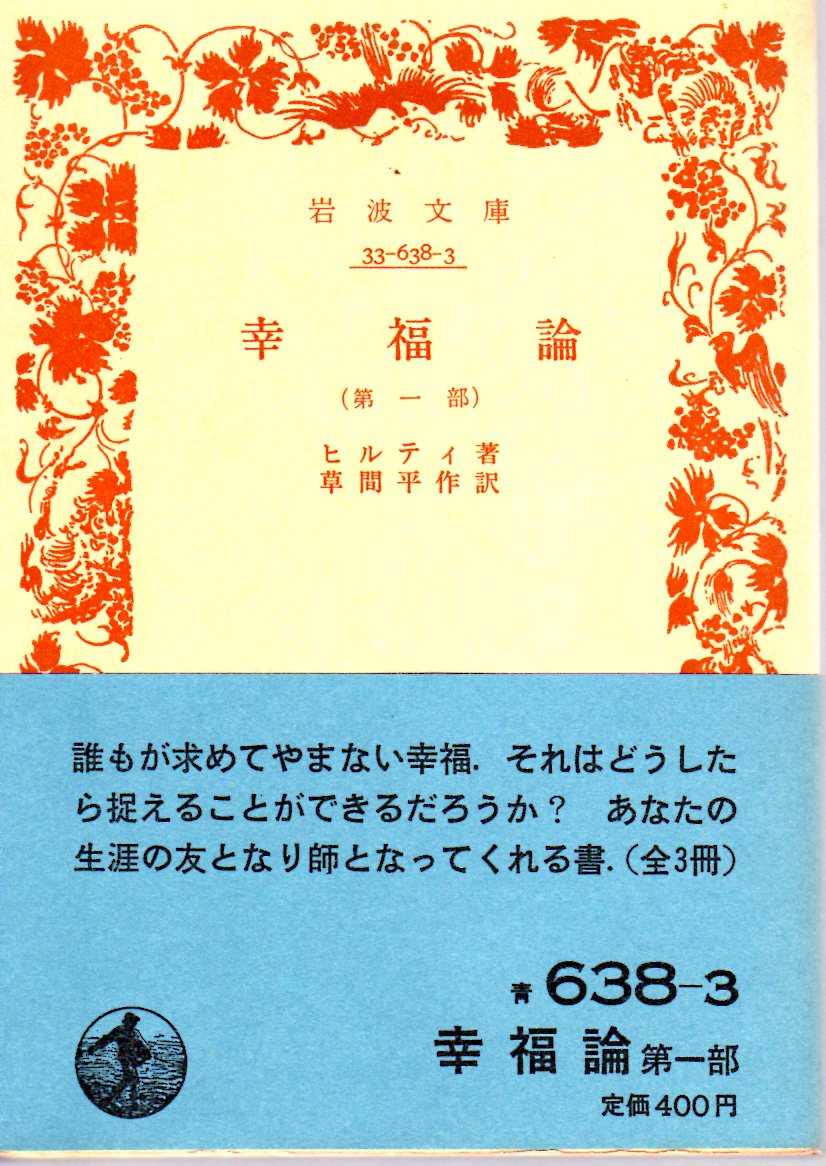 岩波文庫
33-638-3
幸福論
(第一部)
ヒルティ著
草間平作訳
誰もが求めてやまない幸福．それはどうした
ら捉えることができるだろうか？　あなたの
生涯の友となり師となってくれる書．(全3冊)
青 638-3
幸福論 第一部
定価400円